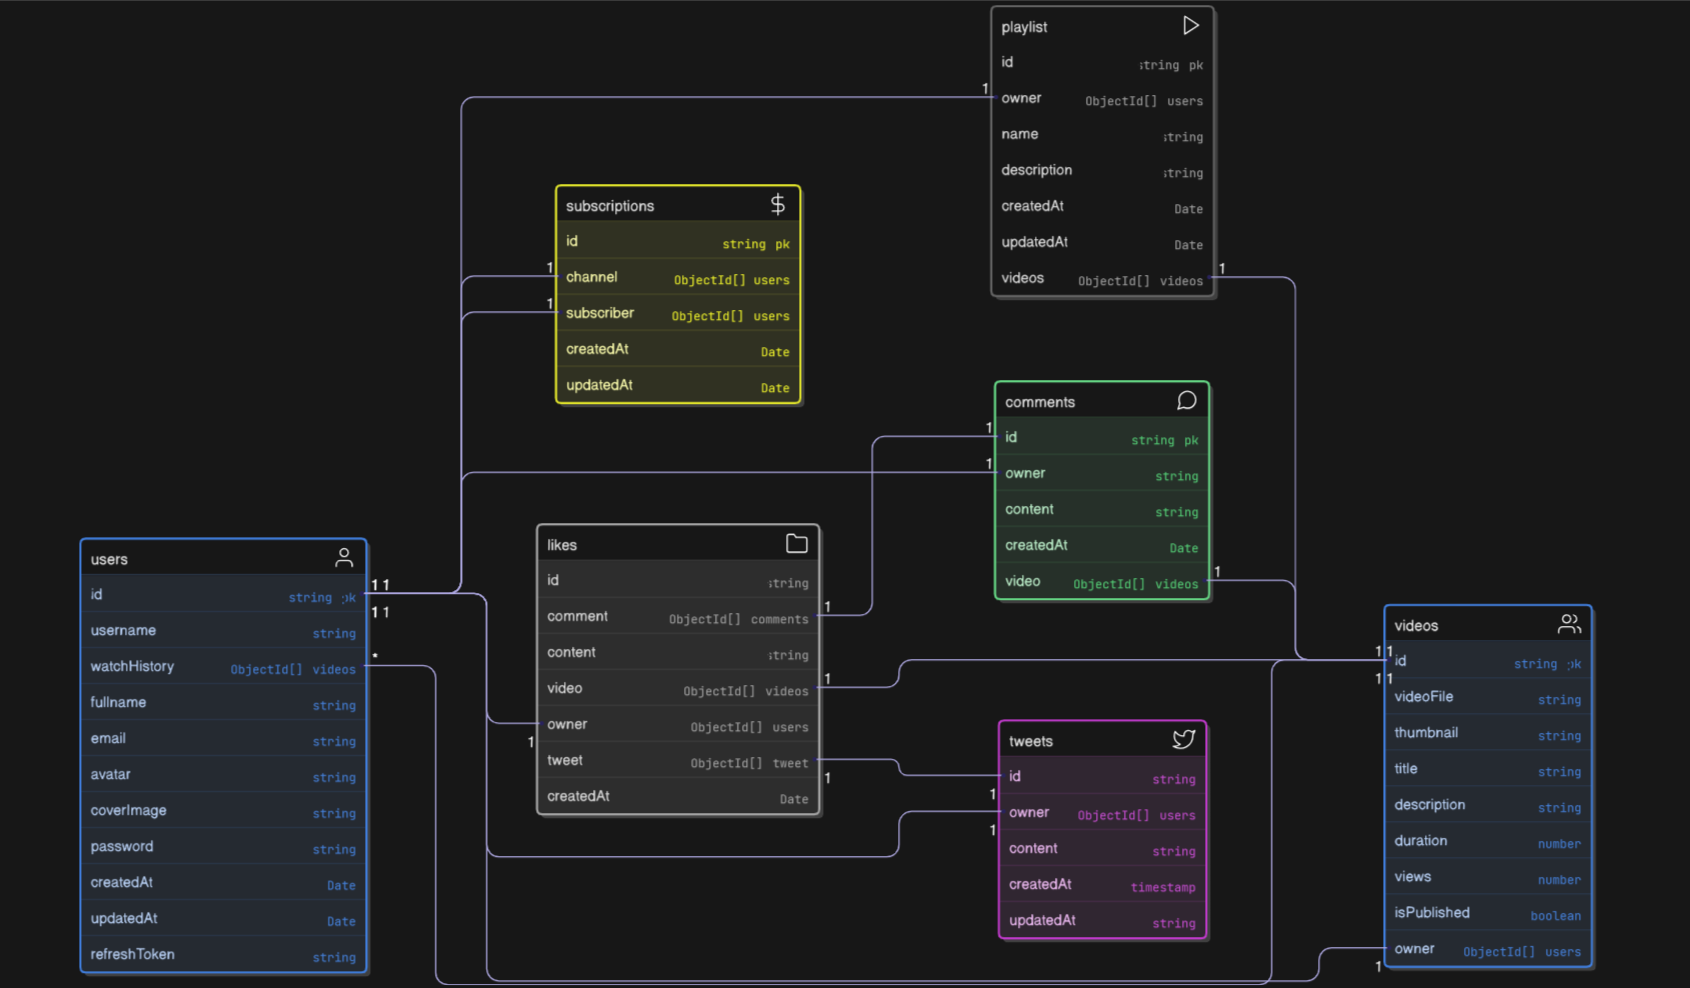 playlist
id string pk
owner ObjectId[] users
name string
description string
createdAt Date
updatedAt Date
videos ObjectId[] videos
1
1
subscriptions $
id string pk
channel ObjectId[] users
subscriber ObjectId[] users
createdAt Date
updatedAt Date
1
1
comments
id string pk
owner string
content string
createdAt Date
video ObjectId[] videos
1
1
1
likes
id string
comment ObjectId[] comments
content string
video ObjectId[] videos
owner ObjectId[] users
tweet ObjectId[] tweet
createdAt Date
1
1
1
1
users
id string pk
username string
watchHistory ObjectId[] videos
fullname string
email string
avatar string
coverImage string
password string
createdAt Date
updatedAt Date
refreshToken string
1 1
1 1
*
tweets
id string
owner ObjectId[] users
content string
createdAt timestamp
updatedAt string
1
1
videos
id string pk
videoFile string
thumbnail string
title string
description string
duration number
views number
isPublished boolean
owner ObjectId[] users
1 1
1 1
1